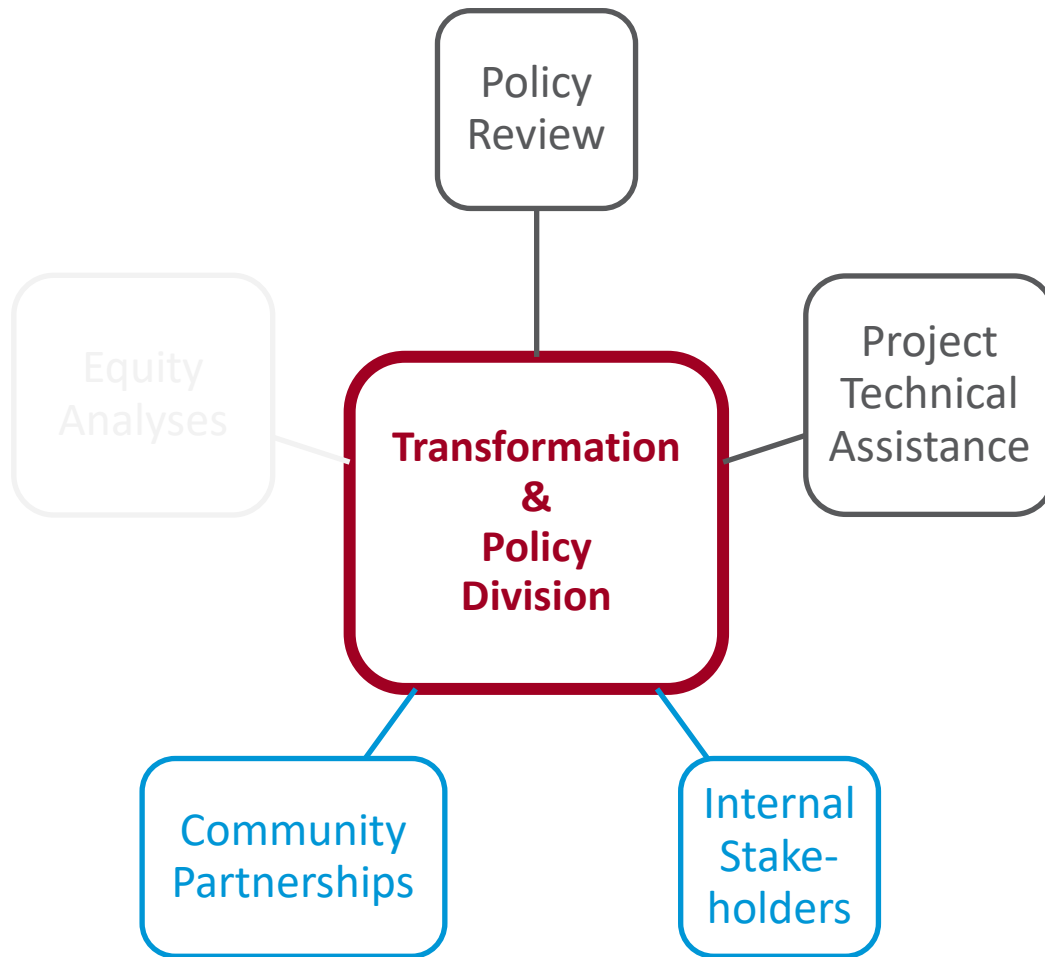 Policy
Review
Equity
Analyses
Project
Technical
Assistance
Transformation
&
Policy
Division
Community
Partnerships
Internal
Stake-
holders